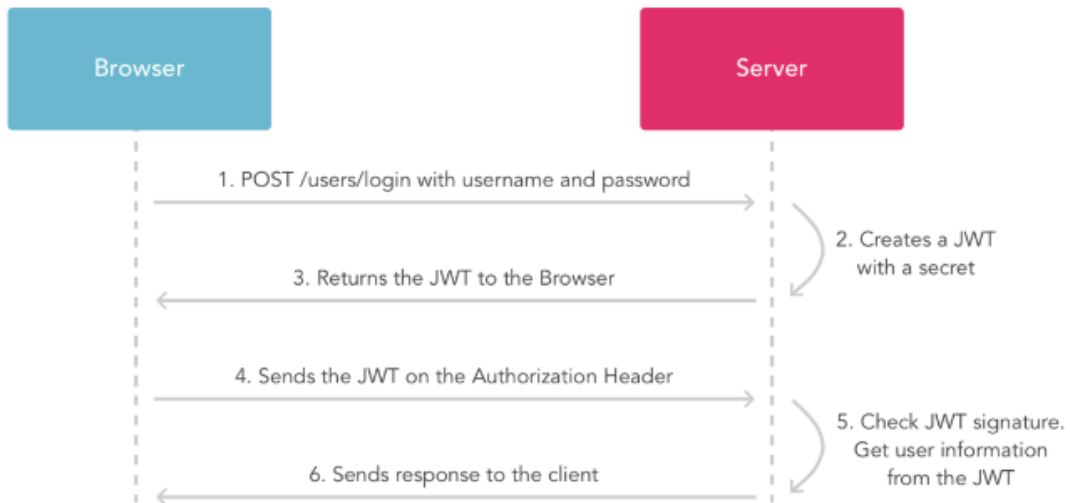 Browser
Server
1. POST /users/login with username and password
2. Creates a JWT
with a secret
3. Returns the JWT to the Browser
4. Sends the JWT on the Authorization Header
5. Check JWT signature.
Get user information
from the JWT
6. Sends response to the client